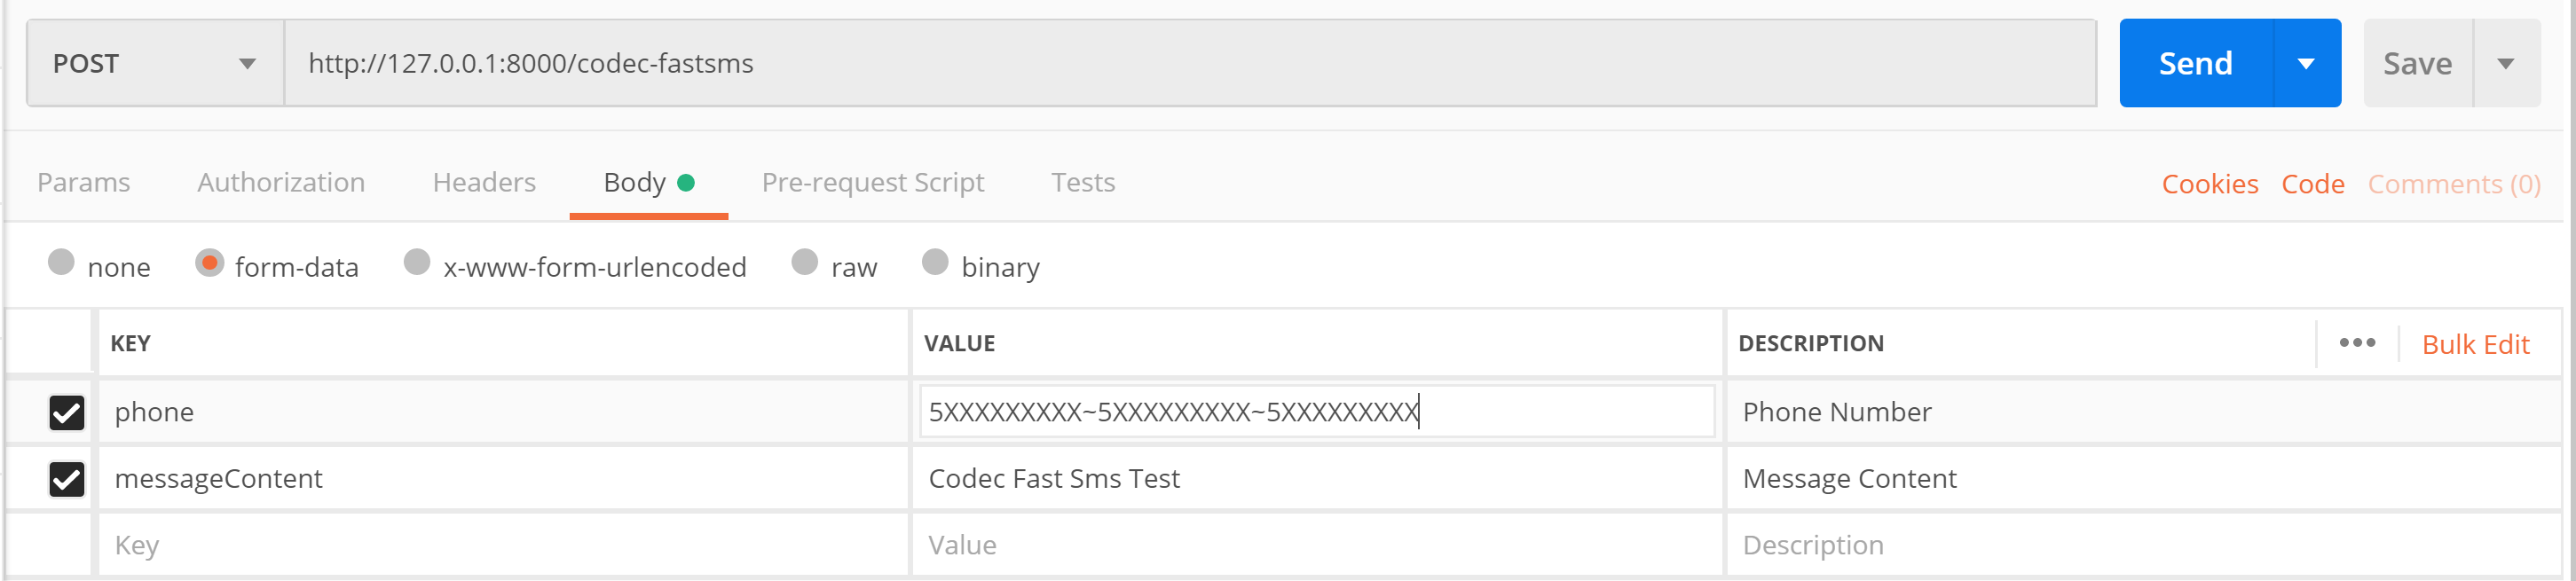 POST http://127.0.0.1:8000/codec-fastsms Send Save
Params Authorization Headers Body Pre-request Script Tests Cookies Code Comments (0)
none form-data x-www-form-urlencoded raw binary
KEY VALUE DESCRIPTION Bulk Edit
phone 5XXXXXXXXX~5XXXXXXXXX~5XXXXXXXXX Phone Number
messageContent Codec Fast Sms Test Message Content
Key Value Description